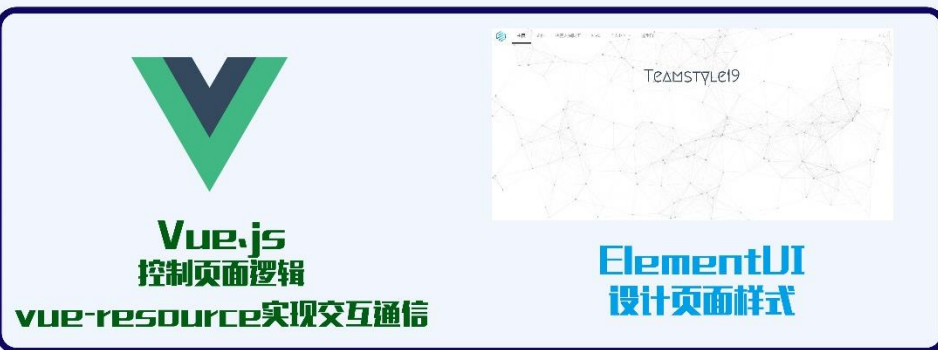 TEAMSTYLE19
Vue.js
控制页面逻辑
vue-resource实现交互通信
ElementUI
设计页面样式